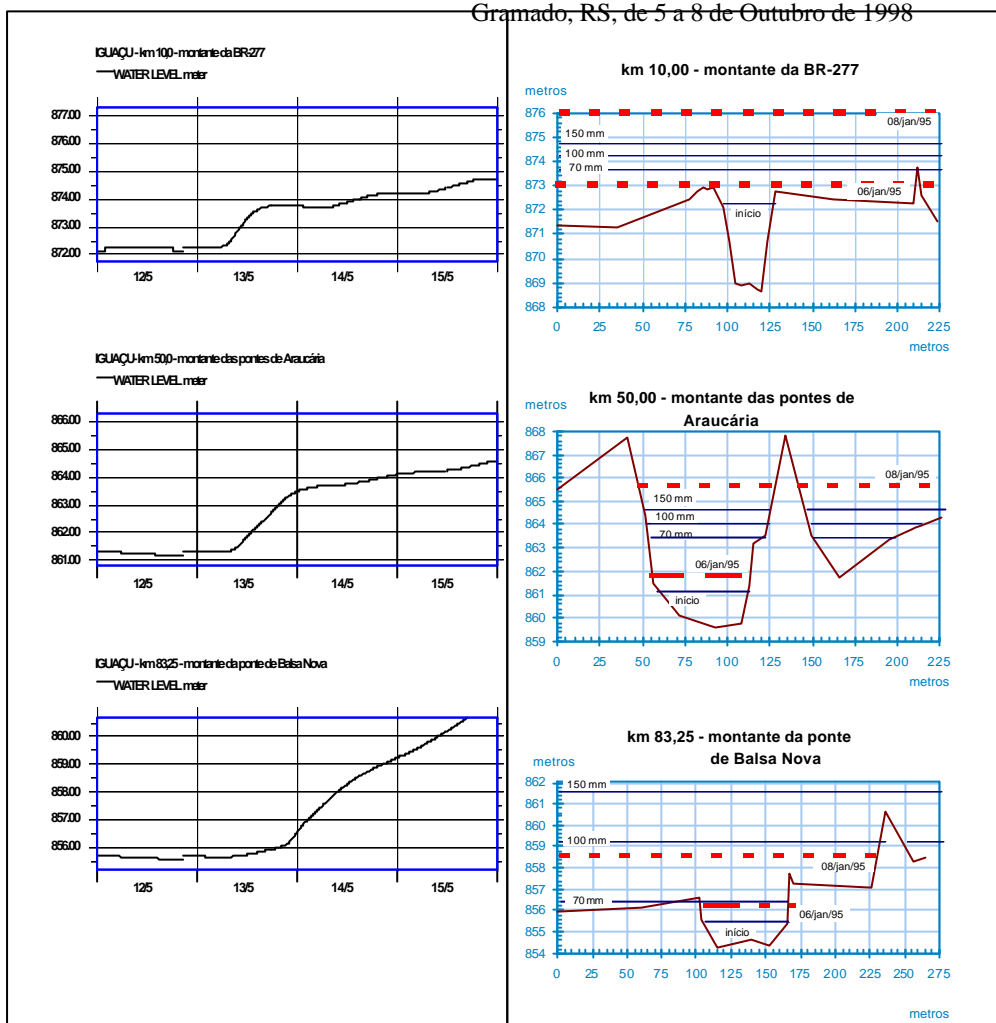 Gramado, RS, de 5 a 8 de Outubro de 1998
IGUAÇU - km 10,0 - montante da BR-277
WATER LEVEL meter
877.00
876.00
875.00
874.00
873.00
872.00
12/5 13/5 14/5 15/5
IGUAÇU - km 50,0 - montante das pontes de Araucária
WATER LEVEL meter
866.00
865.00
864.00
863.00
862.00
861.00
12/5 13/5 14/5 15/5
IGUAÇU - km 83,25 - montante da ponte de Balsa Nova
WATER LEVEL meter
860.00
859.00
858.00
857.00
856.00
12/5 13/5 14/5 15/5
km 10,00 - montante da BR-277
metros
876
08/jan/95
875
150 mm
874
100 mm
70 mm
873
06/jan/95
872
início
871
870
869
868
0 25 50 75 100 125 150 175 200 225
metros
km 50,00 - montante das pontes de
Araucária
metros
868
867
866
08/jan/95
865
150 mm
864
100 mm
70 mm
863
862
06/jan/95
861
início
860
859
0 25 50 75 100 125 150 175 200 225
metros
km 83,25 - montante da ponte
de Balsa Nova
metros
862
150 mm
861
860
859
100 mm
858
08/jan/95
857
70 mm
856
06/jan/95
855
início
854
0 25 50 75 100 125 150 175 200 225 250 275
metros